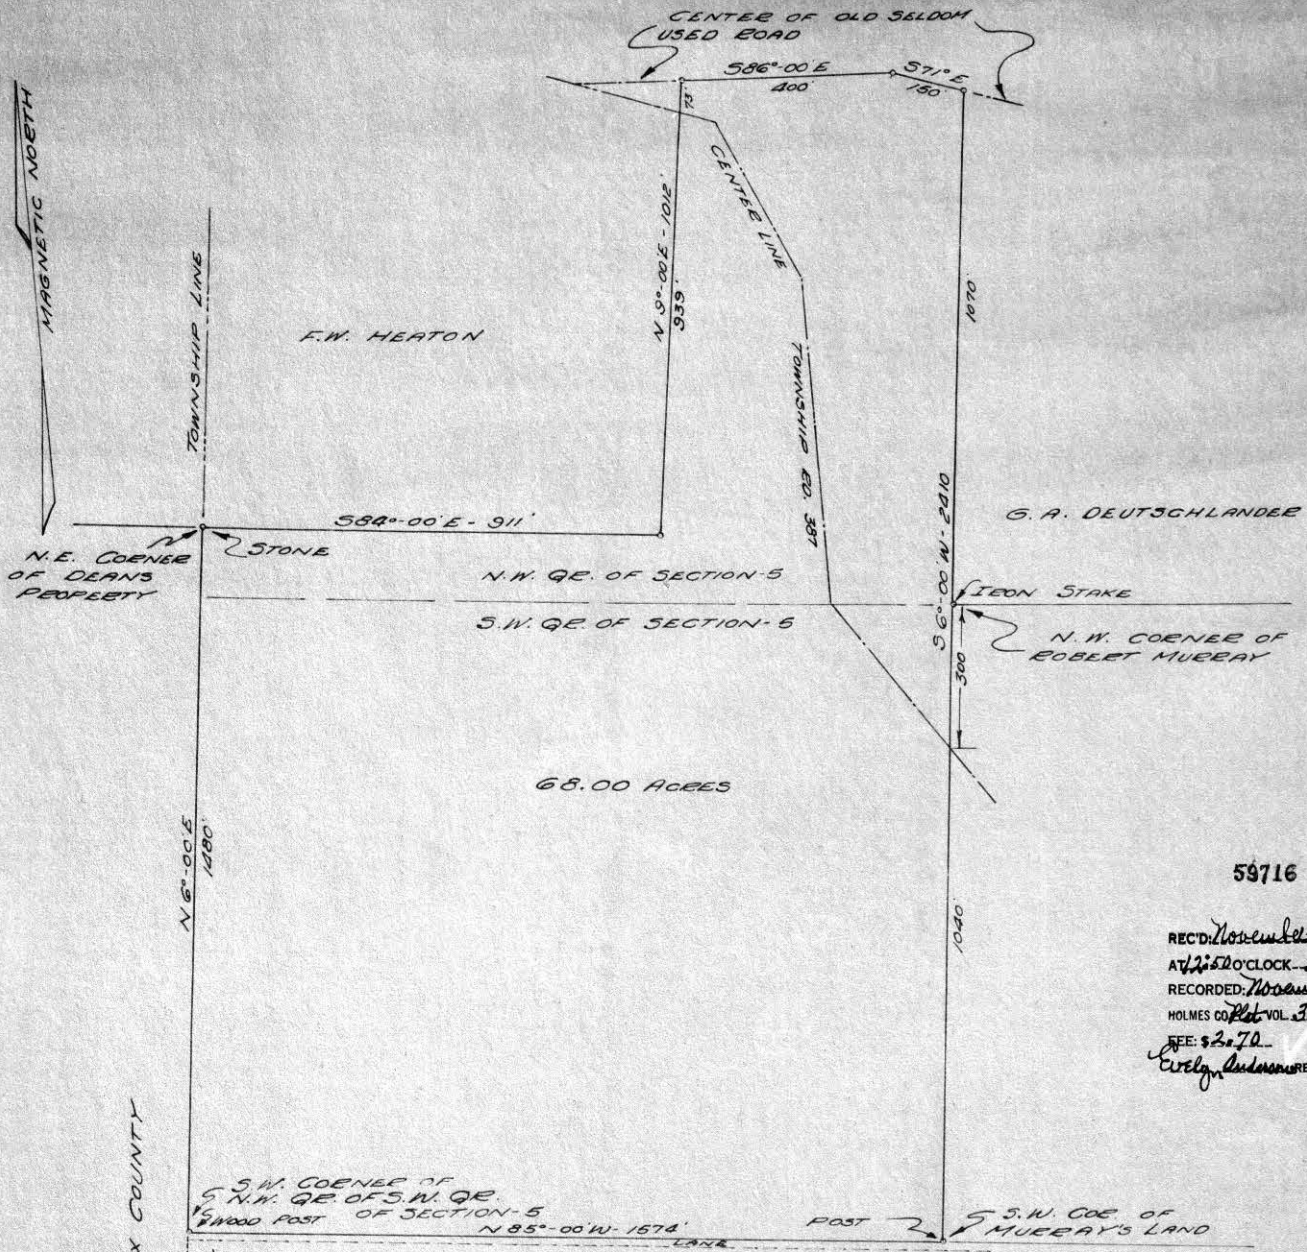 CENTER OF OLD SELDOM
USED ROAD
S86°-00'E
400'
S71°E
150'
73'
MAGNETIC NORTH
TOWNSHIP LINE
F.W. HEATON
N 9°-00'E - 1012'
939'
CENTER LINE
TOWNSHIP RD. 387
1070'
S 6°-00' W - 2410
G. A. DEUTSCHLANDER
S84°-00'E - 911'
STONE
N.E. CORNER
OF DEANS
PROPERTY
N.W. QR. OF SECTION-5
S.W. QR. OF SECTION-5
IRON STAKE
N.W. CORNER OF
ROBERT MURRAY
300
68.00 ACRES
N 6°-00'E
1480'
1040'
59716
REC'D: November
AT 12:50 O'CLOCK
RECORDED:
HOLMES CO Plat VOL. 3
FEE: $2.70
Evelyn Anderson RE
COUNTY
S.W. CORNER OF
N.W. QR. OF S.W. QR.
OF SECTION-5
WOOD POST
N 85°-00'W - 1574'
LANE
POST
S.W. COR. OF
MURRAY'S LAND